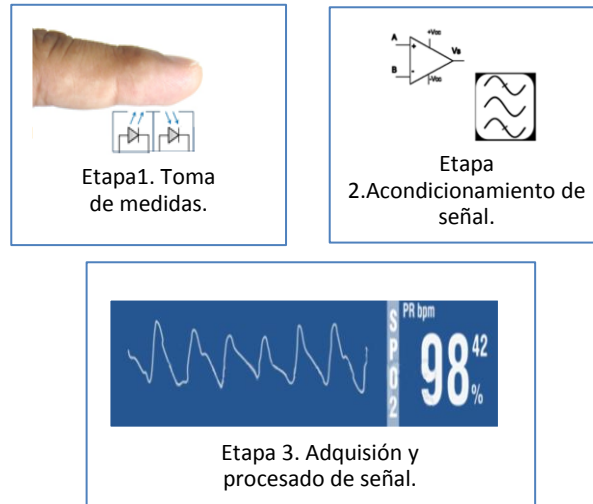 Etapa1. Toma
de medidas.
A
B
+Vcc
-Vcc
Vs
+
-
Etapa
2.Acondicionamiento de
señal.
SPO2
PR bpm
98
42
%
Etapa 3. Adquisión y
procesado de señal.